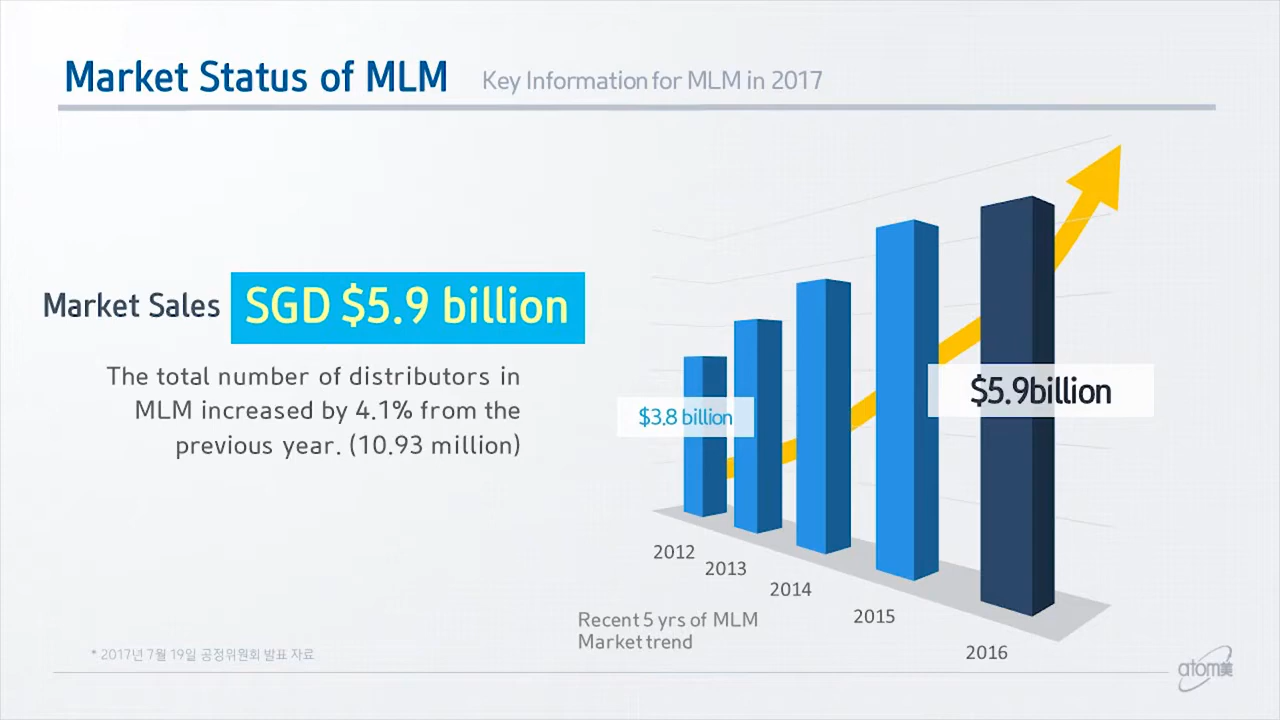 Market Status of MLM
Key Information for MLM in 2017
Market Sales
SGD $5.9 billion
The total number of distributors in
MLM increased by 4.1% from the
previous year. (10.93 million)
$3.8 billion
$5.9billion
2012
2013
2014
2015
2016
Recent 5 yrs of MLM
Market trend
* 2017년 7월 19일 공정위원회 발표 자료
atom美